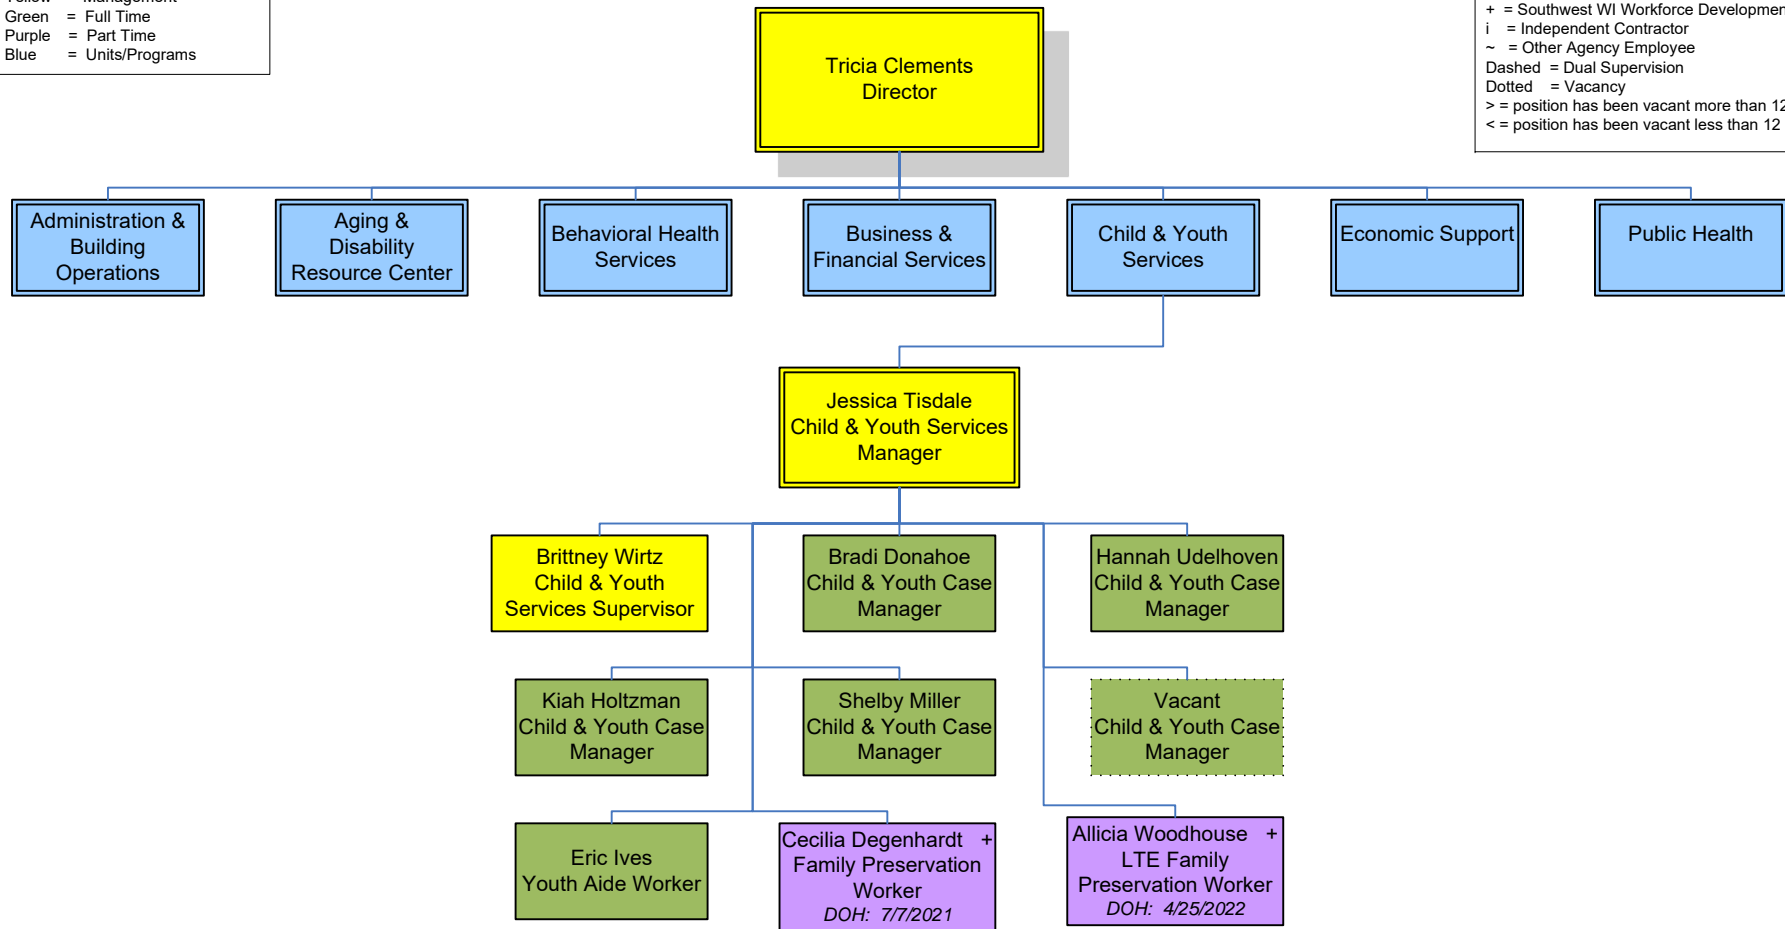 Yellow = Management
Green = Full Time
Purple = Part Time
Blue = Units/Programs
+ = Southwest WI Workforce
i = Independent Contractor
~ = Other Agency Employee
Dashed = Dual Supervision
Dotted = Vacancy
> = position has been vacant more than 12
< = position has been vacant less than 12
Tricia Clements
Director
Administration &
Building
Operations
Aging &
Disability
Resource Center
Behavioral Health
Services
Business &
Financial Services
Child & Youth
Services
Economic Support
Public Health
Jessica Tisdale
Child & Youth Services
Manager
Brittney Wirtz
Child & Youth
Services Supervisor
Bradi Donahoe
Child & Youth Case
Manager
Hannah Udelhoven
Child & Youth Case
Manager
Kiah Holtzman
Child & Youth Case
Manager
Shelby Miller
Child & Youth Case
Manager
Vacant
Child & Youth Case
Manager
Eric Ives
Youth Aide Worker
Cecilia Degenhardt +
Family Preservation
Worker
DOH: 7/7/2021
Allicia Woodhouse +
LTE Family
Preservation Worker
DOH: 4/25/2022